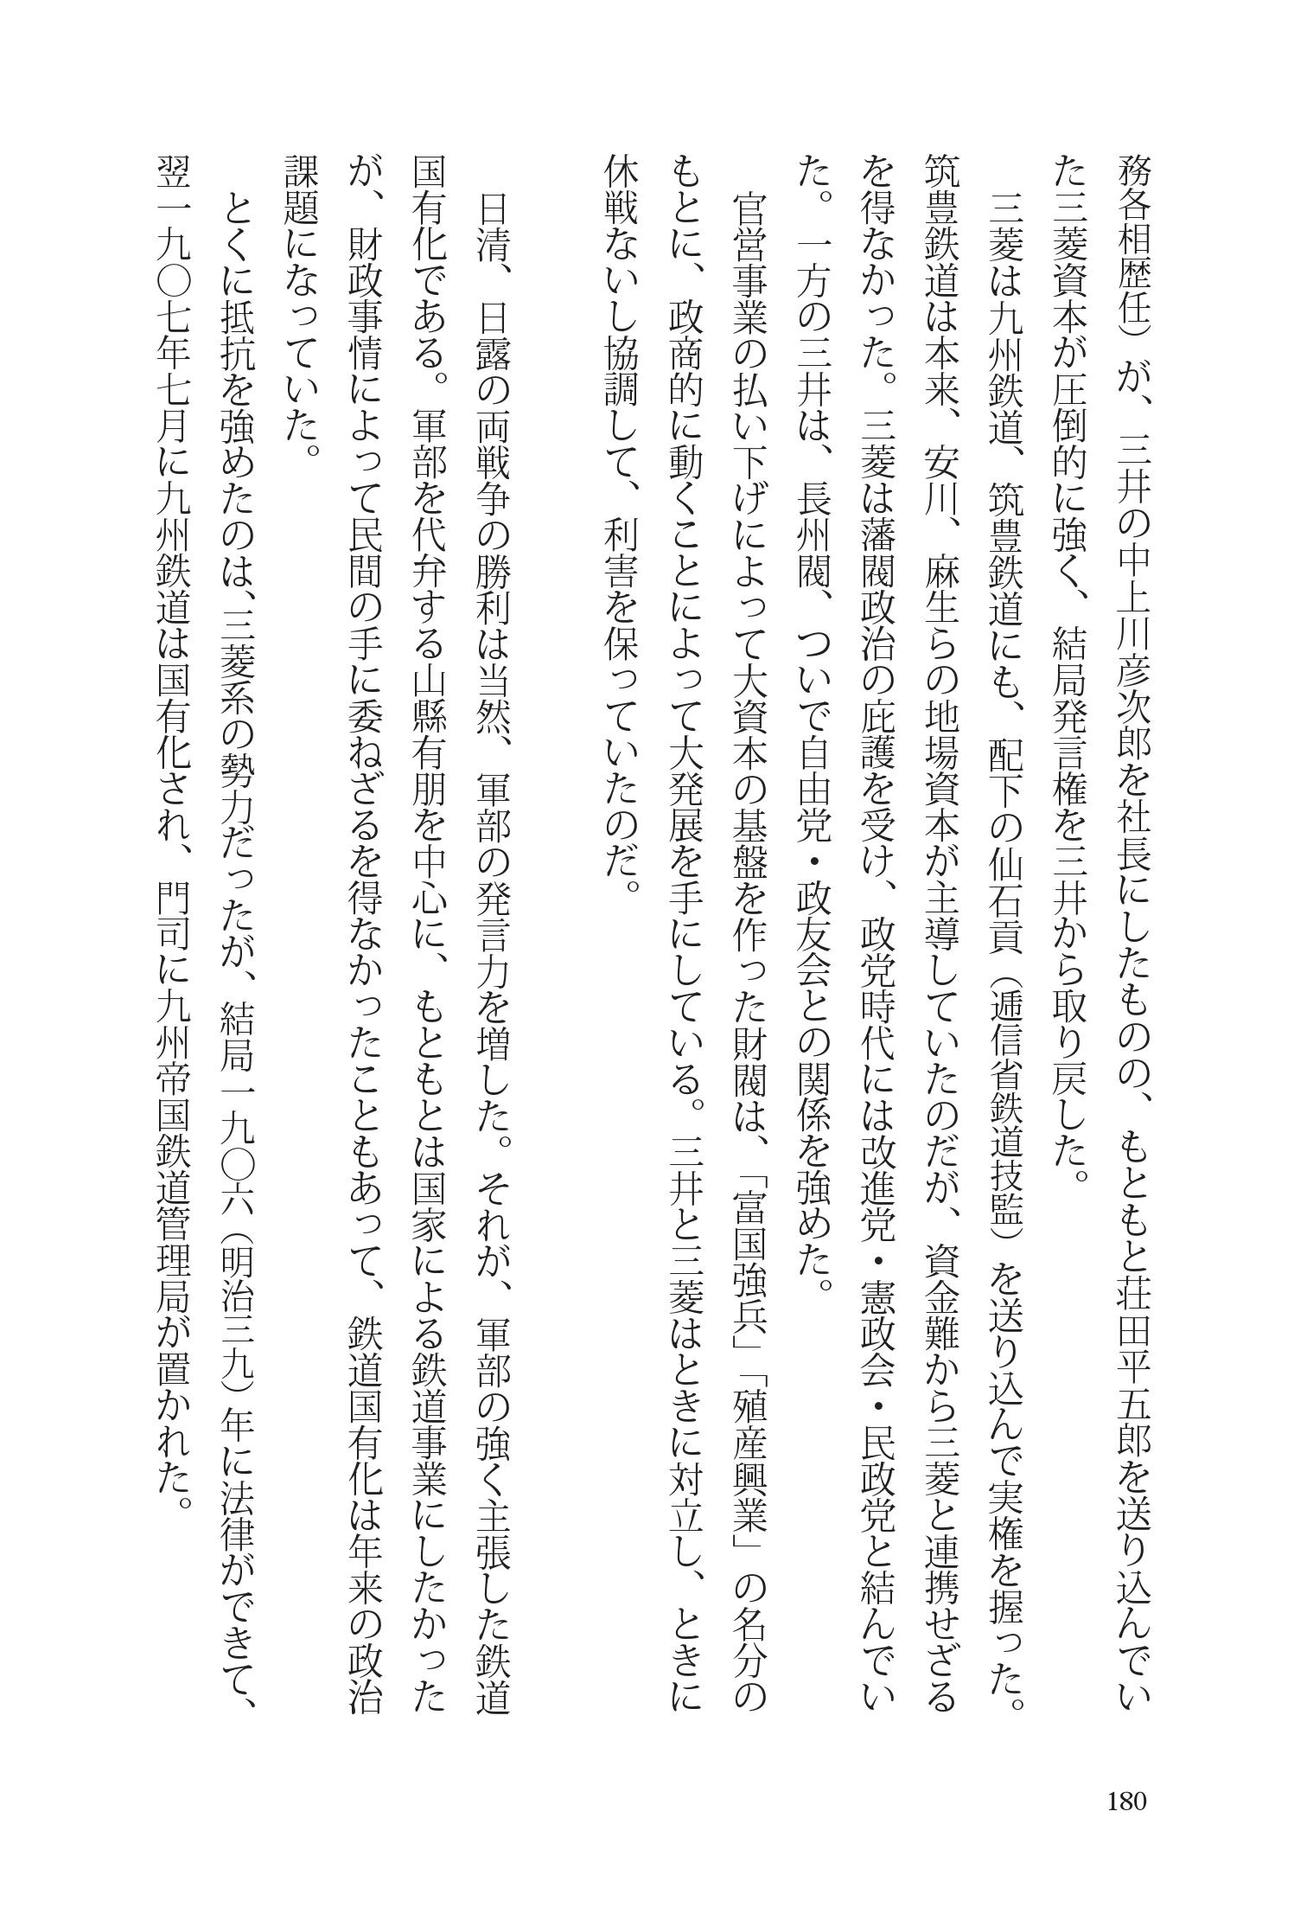 務各相歴任）が、三井の中上川彦次郎を社長にしたものの、もともと荘田平五郎を送り込んでい
た三菱資本が圧倒的に強く、結局発言権を三井から取り戻した。
三菱は九州鉄道、筑豊鉄道にも、配下の仙石貢（逓信省鉄道技監）を送り込んで実権を握った。
筑豊鉄道は本来、安川、麻生らの地場資本が主導していたのだが、資金難から三菱と連携せざる
を得なかった。三菱は藩閥政治の庇護を受け、政党時代には改進党・憲政会・民政党と結んでい
た。一方の三井は、長州閥、ついで自由党・政友会との関係を強めた。
官営事業の払い下げによって大資本の基盤を作った財閥は、「富国強兵」「殖産興業」の名分の
もとに、政商的に動くことによって大発展を手にしている。三井と三菱はときに対立し、ときに
休戦ないし協調して、利害を保っていたのだ。
日清、日露の両戦争の勝利は当然、軍部の発言力を増した。それが、軍部の強く主張した鉄道
国有化である。軍部を代弁する山縣有朋を中心に、もともとは国家による鉄道事業にしたかった
が、財政事情によって民間の手に委ねざるを得なかったこともあって、鉄道国有化は年来の政治
課題になっていた。
とくに抵抗を強めたのは、三菱系の勢力だったが、結局一九〇六（明治三九）年に法律ができて、
翌一九〇七年七月に九州鉄道は国有化され、門司に九州帝国鉄道管理局が置かれた。
180